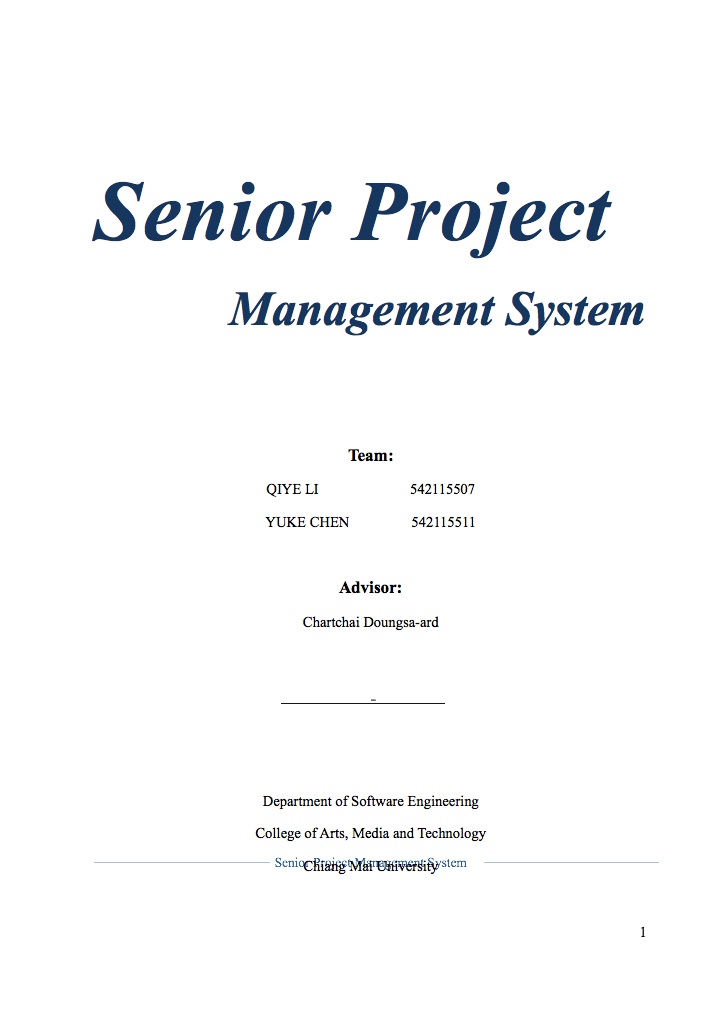 Senior Project
Management System
Team:
QIYE LI 542115507
YUKE CHEN 542115511
Advisor:
Chartchai Doungsa-ard
Department of Software Engineering
College of Arts, Media and Technology
Senior Project Management System
Chiang Mai University
1